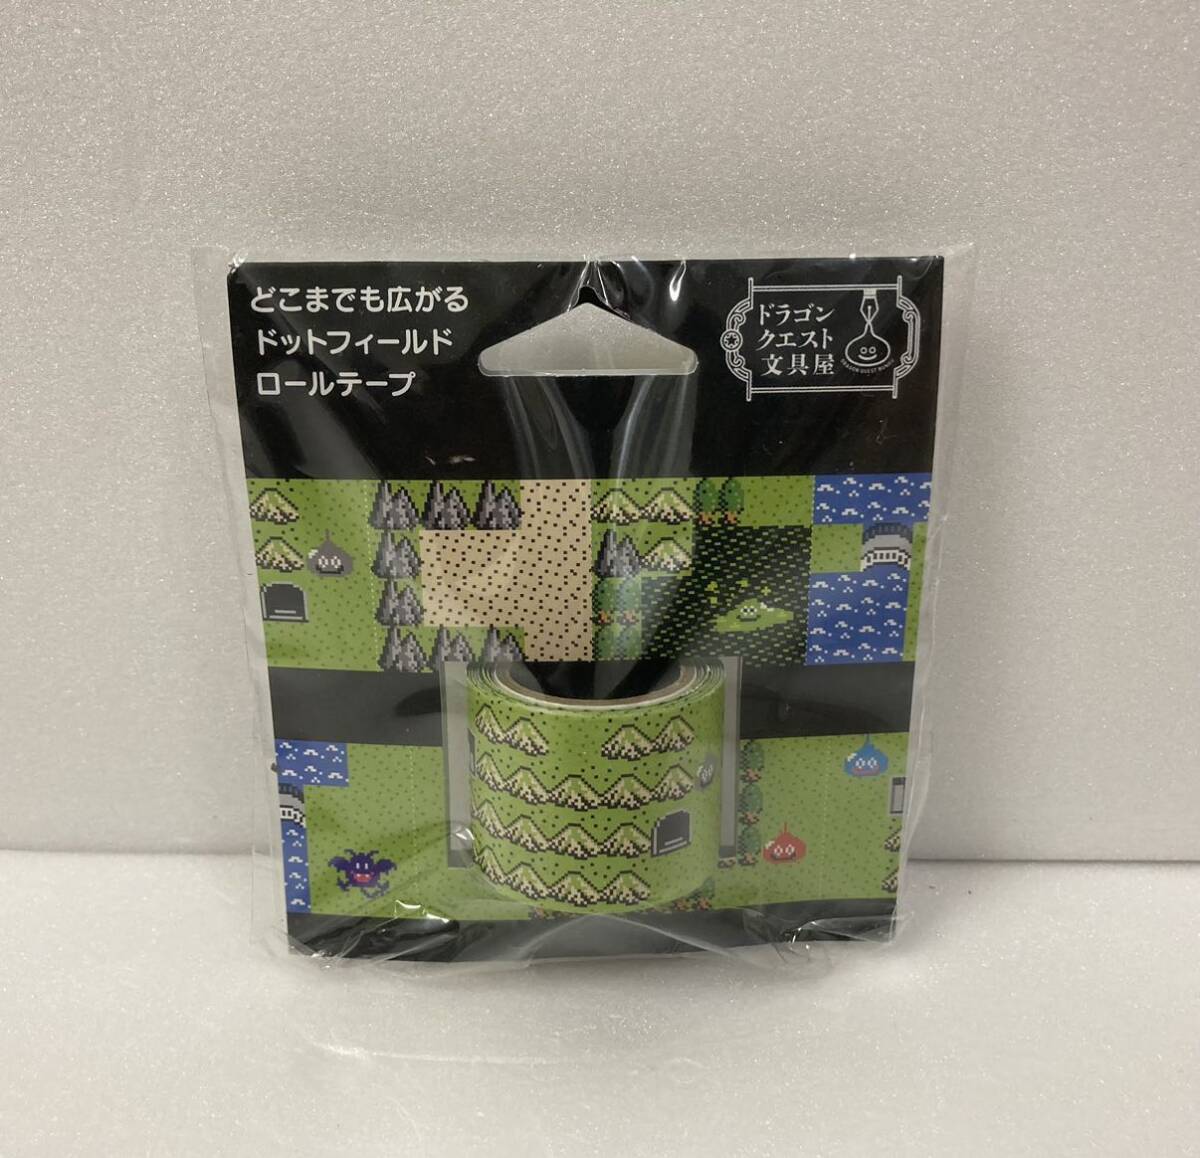 どこまでも広がる
ドットフィールド
ロールテープ
ドラゴン
クエスト
文具屋